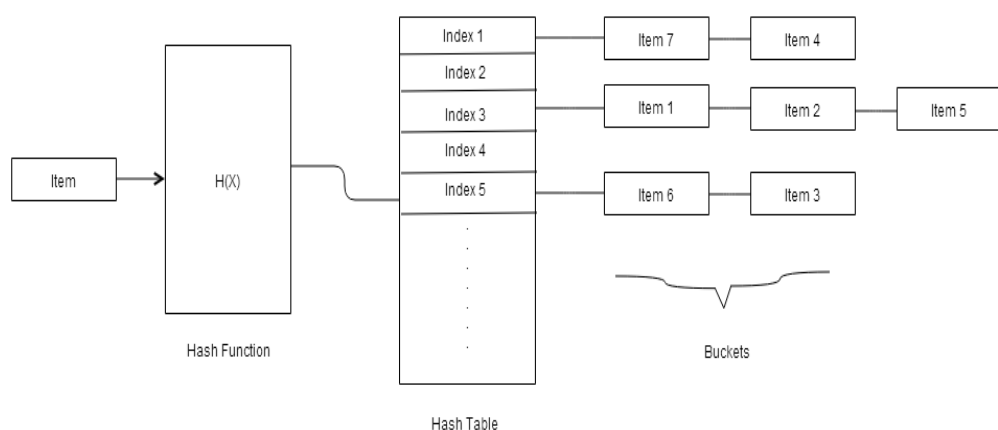 Index 1
Item 7
Item 4
Index 2
Index 3
Item 1
Item 2
Item 5
Index 4
Item
H(X)
Index 5
Item 6
Item 3
Hash Function
Buckets
Hash Table